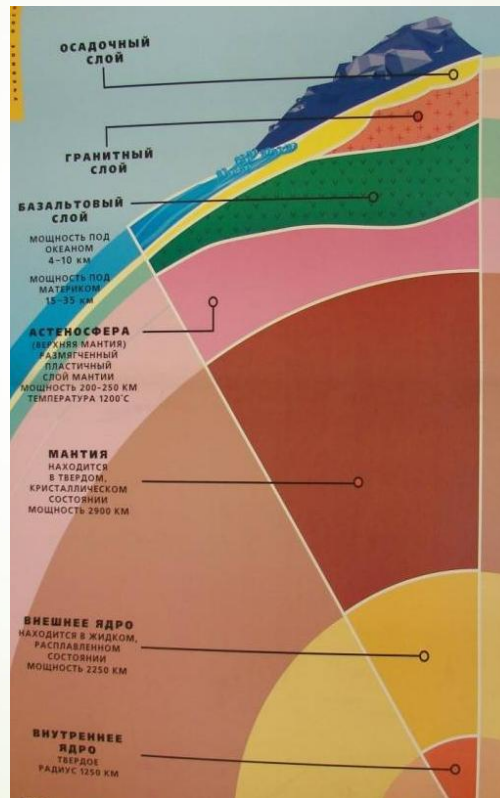 ОСАДОЧНЫЙ
СЛОЙ
ГРАНИТНЫЙ
СЛОЙ
БАЗАЛЬТОВЫЙ
СЛОЙ
МОЩНОСТЬ ПОД
ОКЕАНОМ
4–10 КМ
МОЩНОСТЬ ПОД
МАТЕРИКОМ
15–35 КМ
АСТЕНОСФЕРА
(ВЕРХНЯЯ МАНТИЯ)
РАЗМЯГЧЕННЫЙ
ПЛАСТИЧНЫЙ
СЛОЙ МАНТИИ
МОЩНОСТЬ 200–250 КМ
ТЕМПЕРАТУРА 1200°С
МАНТИЯ
НАХОДИТСЯ
В ТВЕРДОМ,
КРИСТАЛЛИЧЕСКОМ
СОСТОЯНИИ
МОЩНОСТЬ 2900 КМ
ВНЕШНЕЕ ЯДРО
НАХОДИТСЯ В ЖИДКОМ,
РАСПЛАВЛЕННОМ
СОСТОЯНИИ
МОЩНОСТЬ 2250 КМ
ВНУТРЕННЕЕ
ЯДРО
ТВЕРДОЕ
РАДИУС 1250 КМ